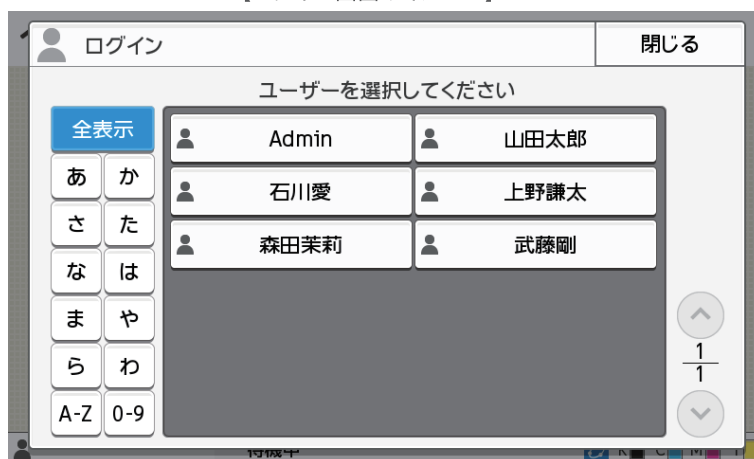 ログイン
閉じる
ユーザーを選択してください
全表示
あ か
さ た
な は
ま や
ら わ
A-Z 0-9
Admin 山田太郎
石川愛 上野謙太
森田茉莉 武藤剛
1
1
待機中
K C M Y